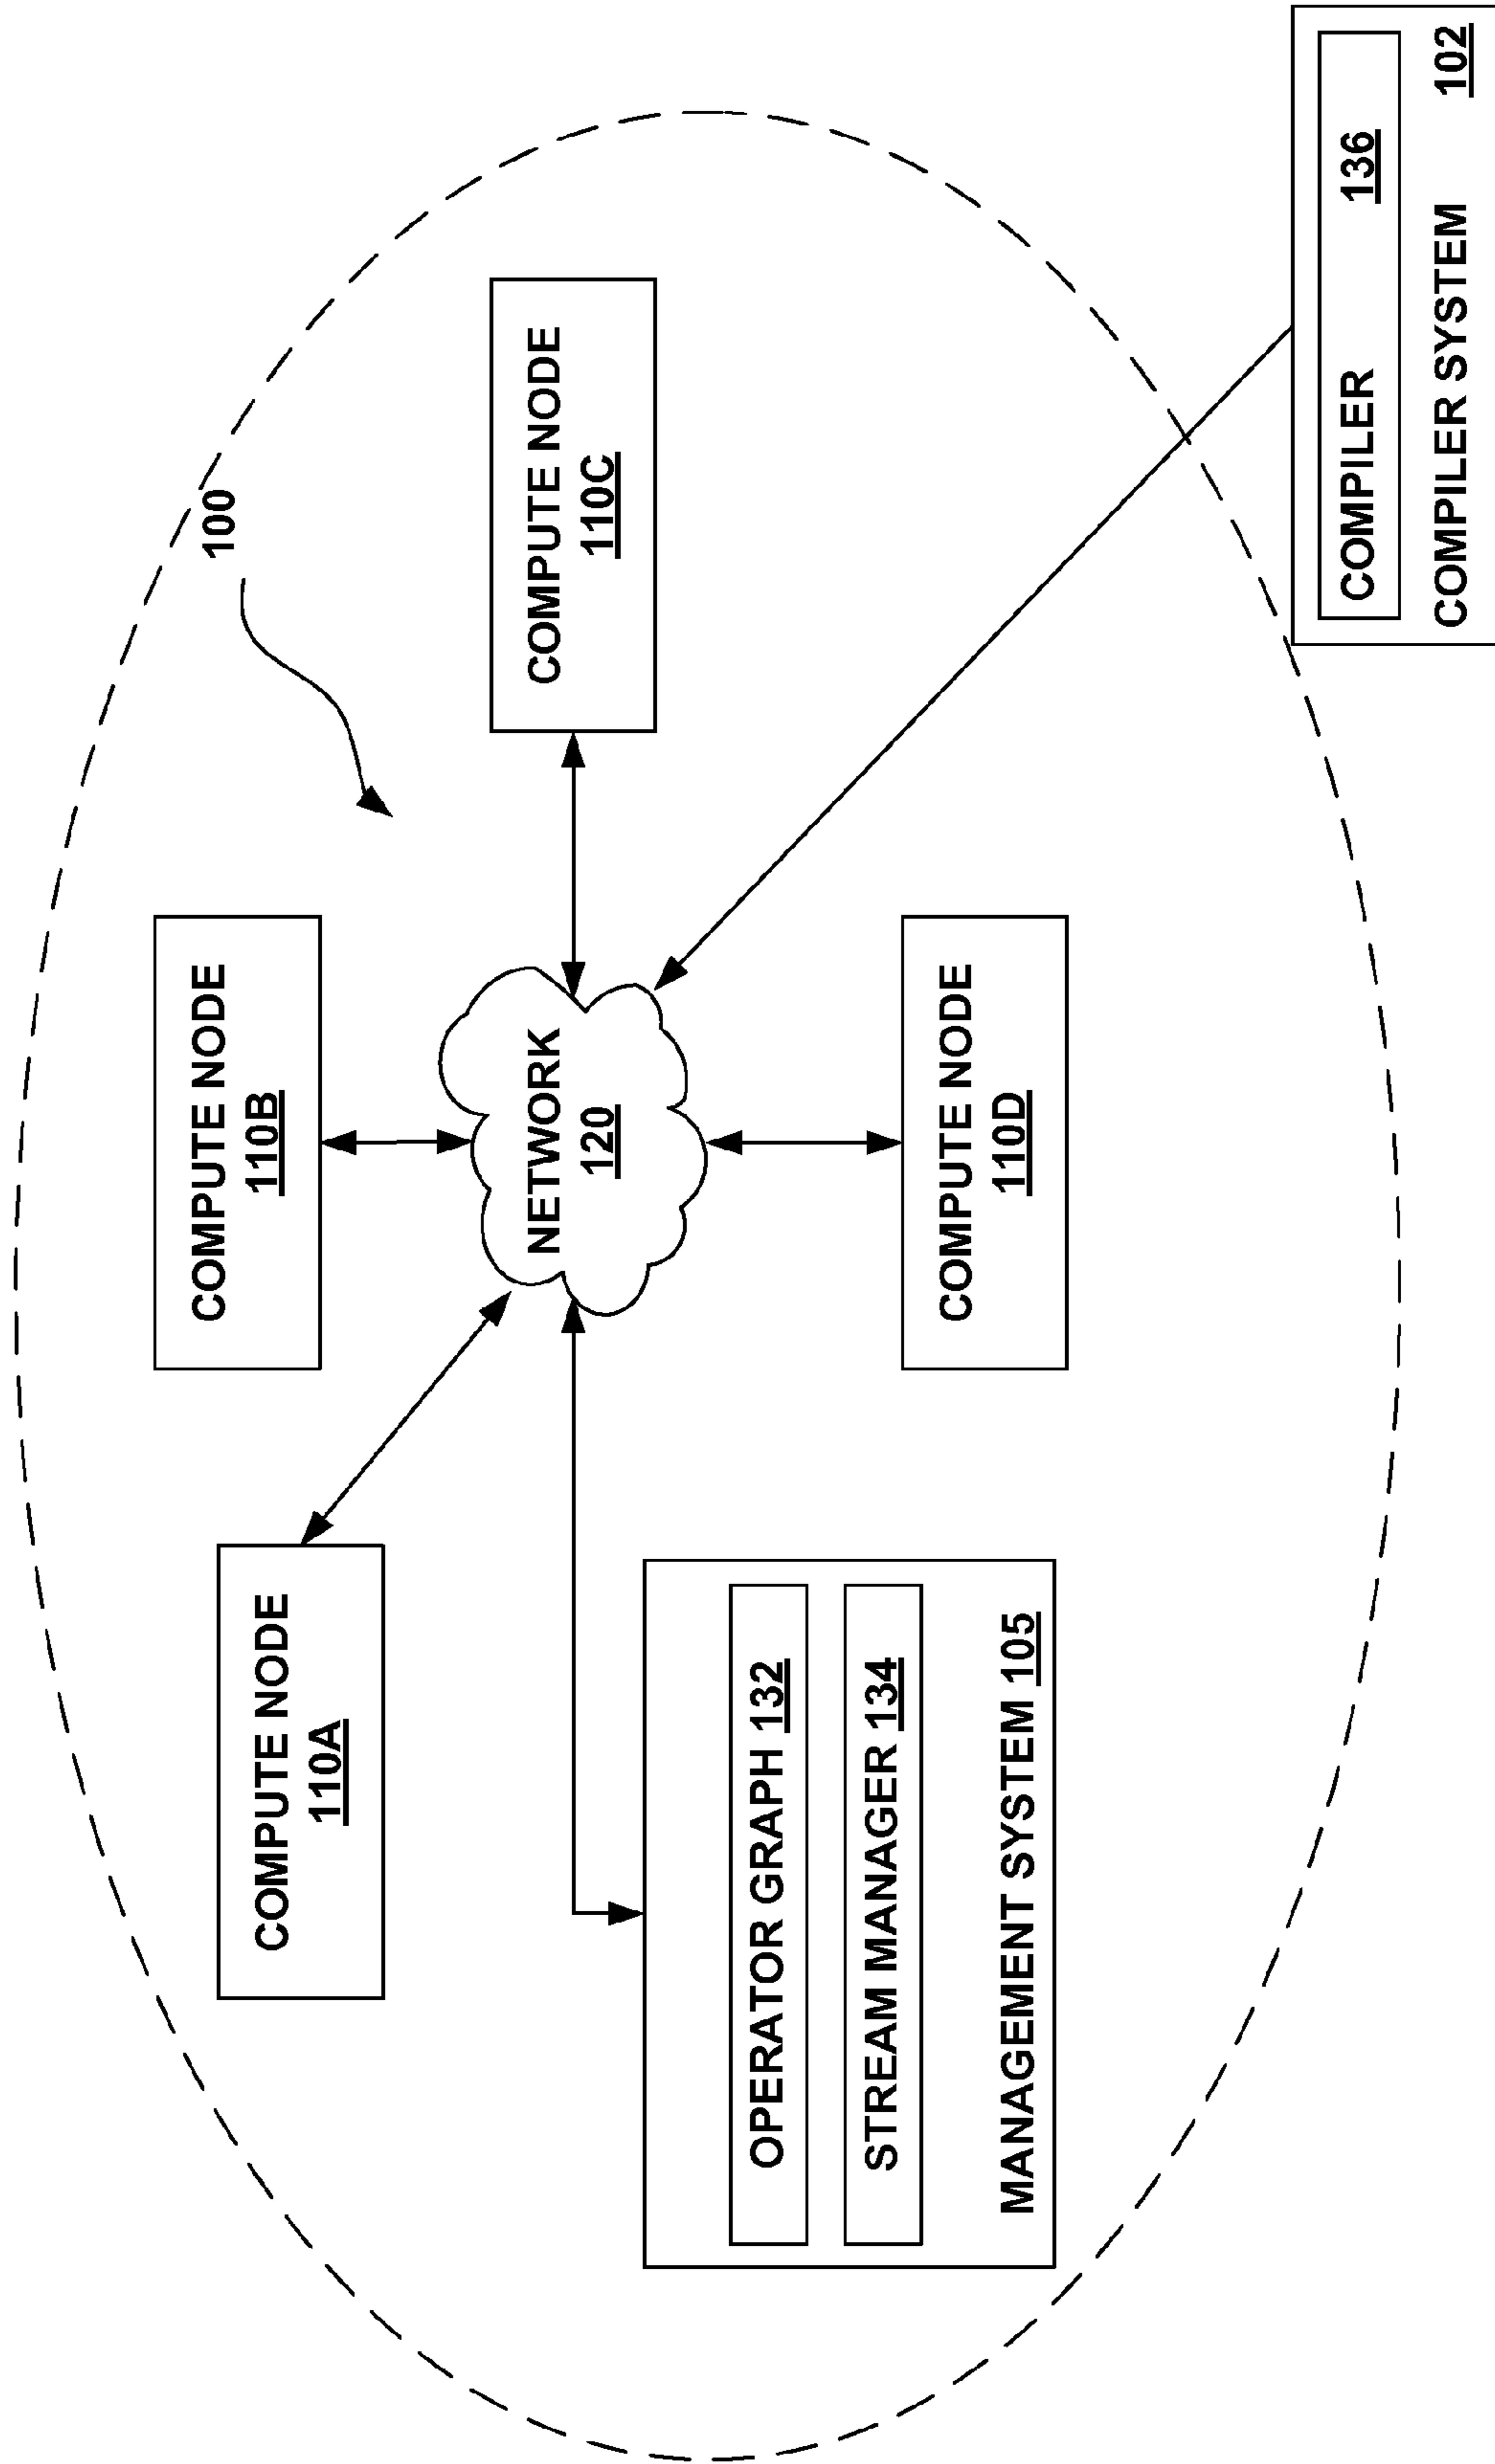 100
COMPUTE NODE
110B
COMPUTE NODE
110A
COMPUTE NODE
110C
NETWORK
120
OPERATOR GRAPH 132
STREAM MANAGER 134
MANAGEMENT SYSTEM 105
COMPUTE NODE
110D
COMPILER 136
COMPILER SYSTEM 102